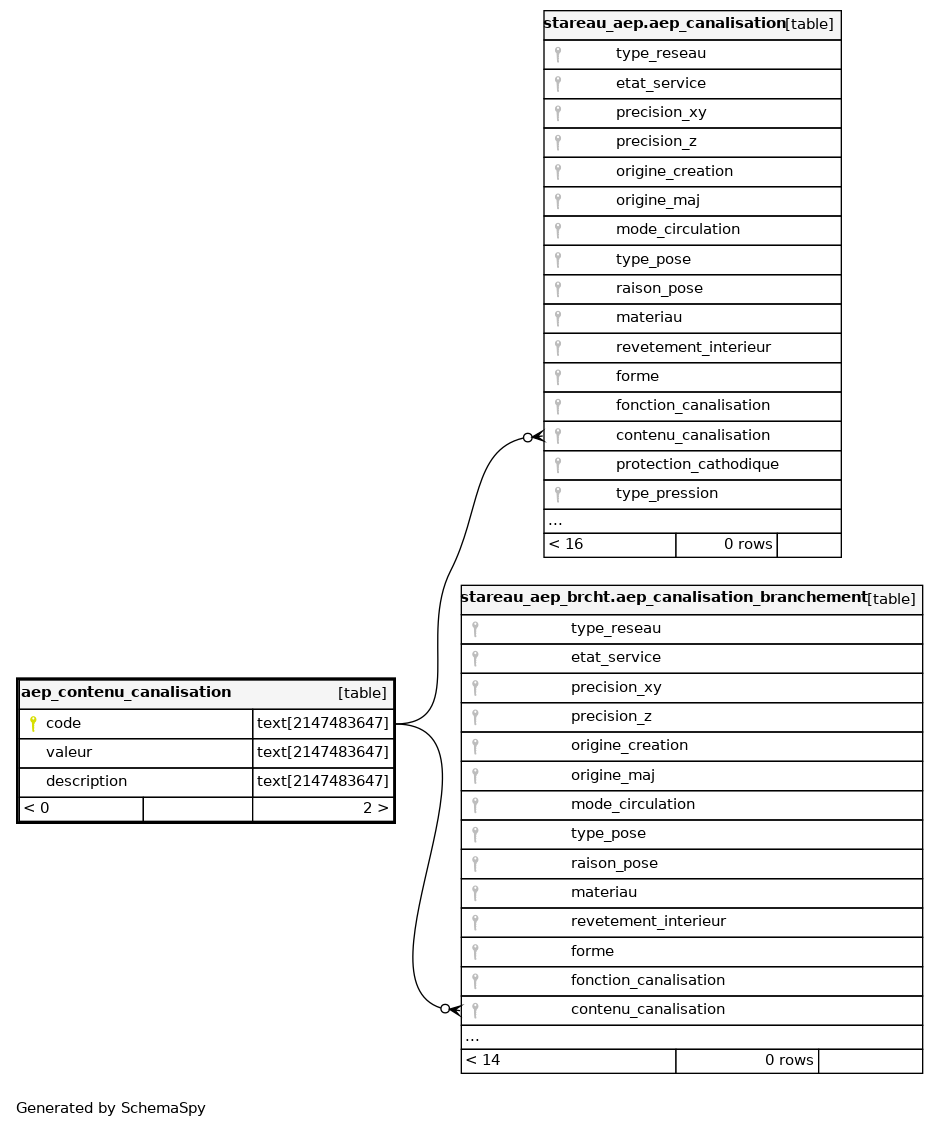 stareau_aep.aep_canalisation [table]
type_reseau
etat_service
precision_xy
precision_z
origine_creation
origine_maj
mode_circulation
type_pose
raison_pose
materiau
revetement_interieur
forme
fonction_canalisation
contenu_canalisation
protection_cathodique
type_pression
...
< 16 0 rows
stareau_aep_brcht.aep_canalisation_branchement [table]
type_reseau
etat_service
precision_xy
precision_z
origine_creation
origine_maj
mode_circulation
type_pose
raison_pose
materiau
revetement_interieur
forme
fonction_canalisation
contenu_canalisation
...
< 14 0 rows
aep_contenu_canalisation [table]
code text[2147483647]
valeur text[2147483647]
description text[2147483647]
< 0 2 >
Generated by SchemaSpy